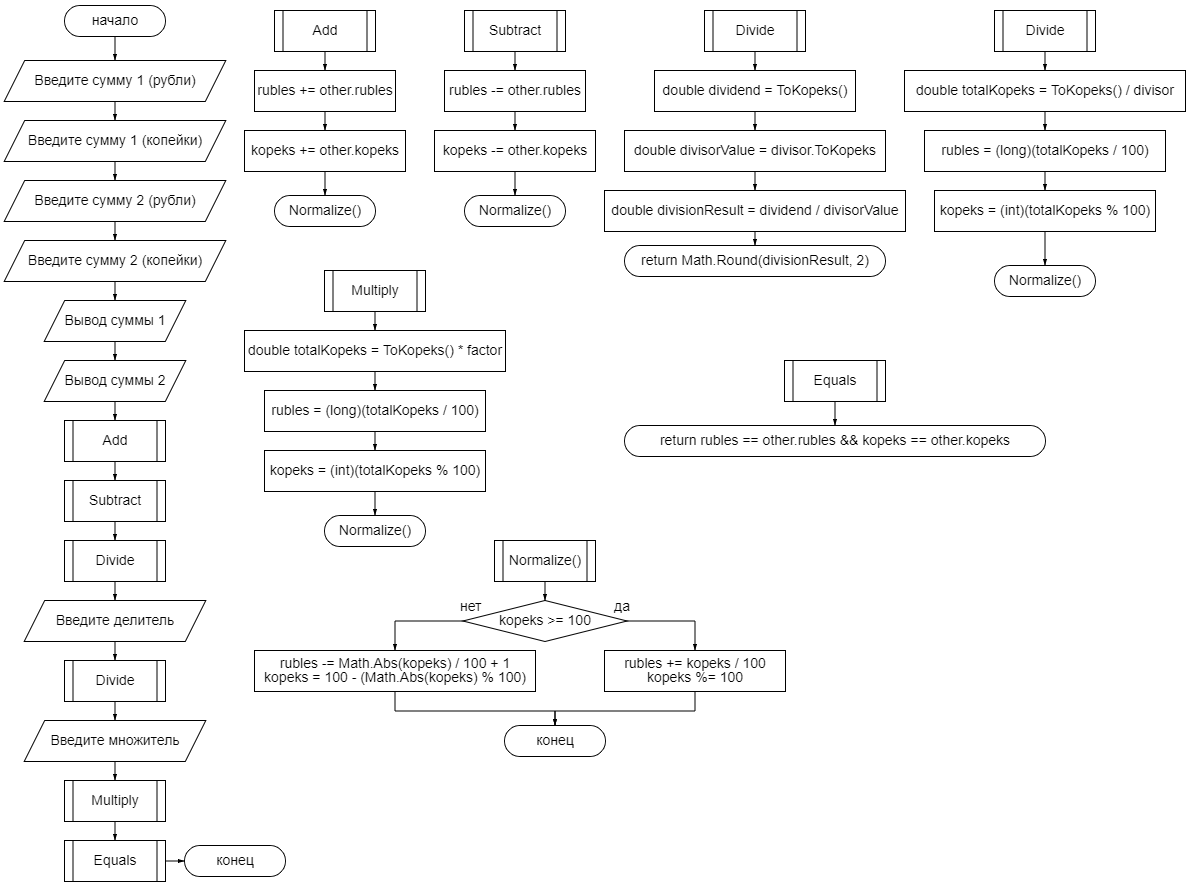 начало
Введите сумму 1 (рубли)
Введите сумму 1 (копейки)
Введите сумму 2 (рубли)
Введите сумму 2 (копейки)
Вывод суммы 1
Вывод суммы 2
Add
Subtract
Divide
Введите делитель
Divide
Введите множитель
Multiply
Equals
конец
Add
rubles += other.rubles
kopeks += other.kopeks
Normalize()
Subtract
rubles -= other.rubles
kopeks -= other.kopeks
Normalize()
Divide
double dividend = ToKopeks()
double divisorValue = divisor.ToKopeks
double divisionResult = dividend / divisorValue
return Math.Round(divisionResult, 2)
Divide
double totalKopeks = ToKopeks() / divisor
rubles = (long)(totalKopeks / 100)
kopeks = (int)(totalKopeks % 100)
Normalize()
Multiply
double totalKopeks = ToKopeks() * factor
rubles = (long)(totalKopeks / 100)
kopeks = (int)(totalKopeks % 100)
Normalize()
Equals
return rubles == other.rubles && kopeks == other.kopeks
Normalize()
kopeks >= 100
нет
да
rubles -= Math.Abs(kopeks) / 100 + 1
kopeks = 100 - (Math.Abs(kopeks) % 100)
rubles += kopeks / 100
kopeks %= 100
конец